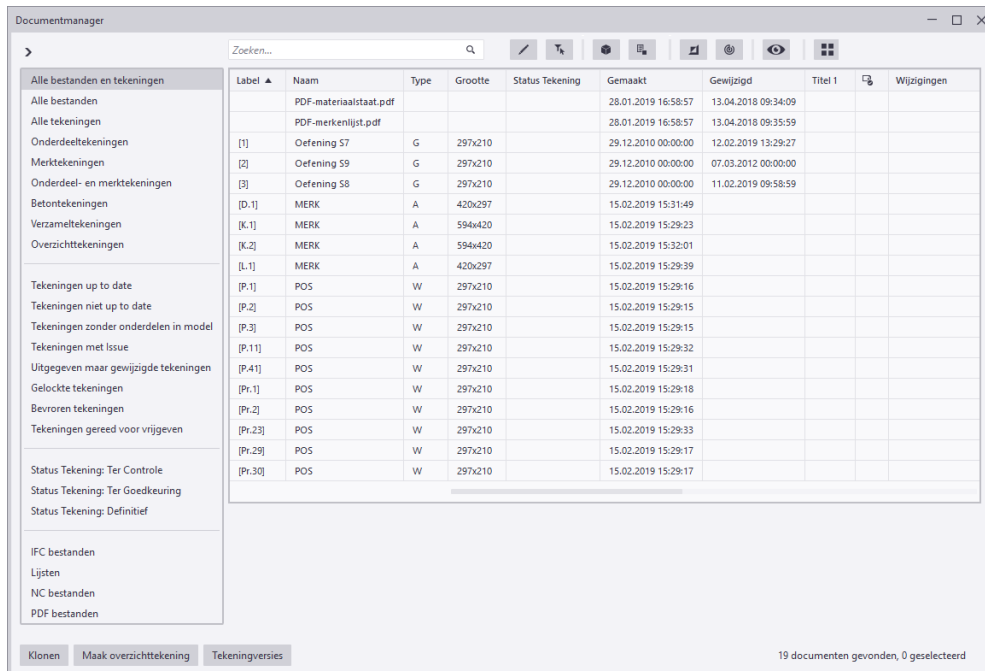 Documentmanager
Zoeken...
Alle bestanden en tekeningen
Alle bestanden
Alle tekeningen
Onderdeeltekeningen
Merktekeningen
Onderdeel- en merktekeningen
Betontekeningen
Verzameltekeningen
Overzichttekeningen
Tekeningen up to date
Tekeningen niet up to date
Tekeningen zonder onderdelen in model
Tekeningen met Issue
Uitgegeven maar gewijzigde tekeningen
Gelockte tekeningen
Bevroren tekeningen
Tekeningen gereed voor vrijgeven
Status Tekening: Ter Controle
Status Tekening: Ter Goedkeuring
Status Tekening: Definitief
IFC bestanden
Lijsten
NC bestanden
PDF bestanden
Label Naam Type Grootte Status Tekening Gemaakt Gewijzigd Titel 1 Wijzigingen
PDF-materiaalstaat.pdf 28.01.2019 16:58:57 13.04.2018 09:34:09
PDF-merkenlijst.pdf 28.01.2019 16:58:57 13.04.2018 09:35:59
[1] Oefening S7 G 297x210 29.12.2010 00:00:00 12.02.2019 13:29:27
[2] Oefening S9 G 297x210 29.12.2010 00:00:00 07.03.2012 00:00:00
[3] Oefening S8 G 297x210 29.12.2010 00:00:00 11.02.2019 09:58:59
[D.1] MERK A 420x297 15.02.2019 15:31:49
[K.1] MERK A 594x420 15.02.2019 15:29:23
[K.2] MERK A 594x420 15.02.2019 15:32:01
[L.1] MERK A 420x297 15.02.2019 15:29:39
[P.1] POS W 297x210 15.02.2019 15:29:16
[P.2] POS W 297x210 15.02.2019 15:29:15
[P.3] POS W 297x210 15.02.2019 15:29:15
[P.11] POS W 297x210 15.02.2019 15:29:32
[P.41] POS W 297x210 15.02.2019 15:29:31
[Pr.1] POS W 297x210 15.02.2019 15:29:18
[Pr.2] POS W 297x210 15.02.2019 15:29:16
[Pr.23] POS W 297x210 15.02.2019 15:29:33
[Pr.29] POS W 297x210 15.02.2019 15:29:17
[Pr.30] POS W 297x210 15.02.2019 15:29:17
Klonen Maak overzichttekening Tekeningversies 19 documenten gevonden, 0 geselecteerd